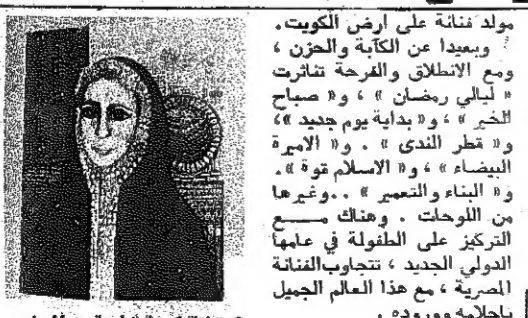 مولد فنانة على ارض الكويت .
وبعيدا عن الكآبة والحزن ،
ومع الانطلاق والفرحة تناثرت
« ليالي رمضان » ، و« صباح
الخير » ، و« بداية يوم جديد »،
و« قطر الندى » . و« الاميرة
البيضاء » ، و« الاسلام قوة » .
و« البناء والتعمير » .. وغيرها
من اللوحات . وهناك مــــع
التركيز على الطفولة في عامها
الدولي الجديد ، تتجاوب الفنانة
المصرية ، مع هذا العالم الجميل
باحلامه ووروده .